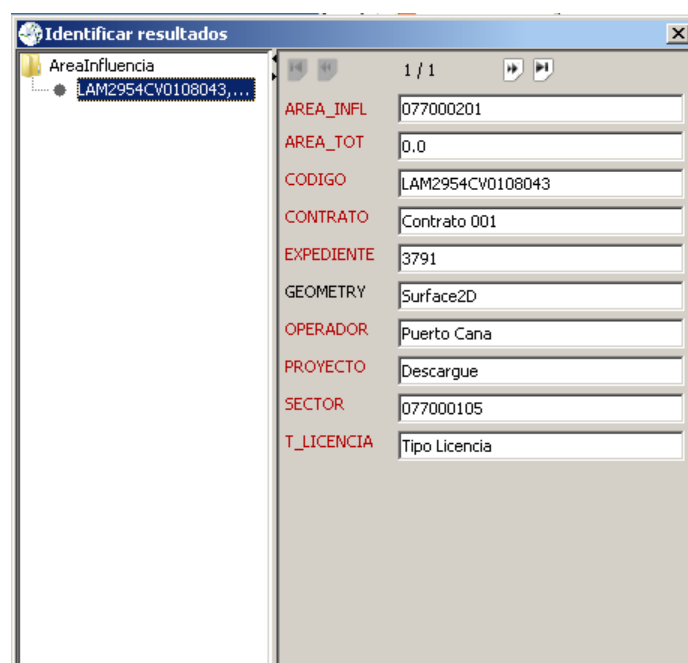 Identificar resultados
AreaInfluencia
LAM2954CV0108043,...
1 / 1
AREA_INFL 077000201
AREA_TOT 0.0
CODIGO LAM2954CV0108043
CONTRATO Contrato 001
EXPEDIENTE 3791
GEOMETRY Surface2D
OPERADOR Puerto Cana
PROYECTO Descargue
SECTOR 077000105
T_LICENCIA Tipo Licencia